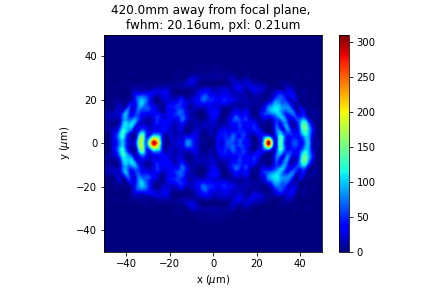 420.0mm away from focal plane,
fwhm: 20.16um, pxl: 0.21um
40
20
0
−20
−40
y (μm)
−40 −20 0 20 40
x (μm)
300
250
200
150
100
50
0